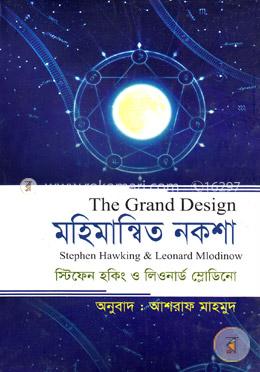 The Grand Design
মহিমান্বিত নকশা
Stephen Hawking & Leonard Mlodinow
স্টিফেন হকিং ও লিওনার্ড ম্লোডিনো
অনুবাদ : আশরাফ মাহমুদ